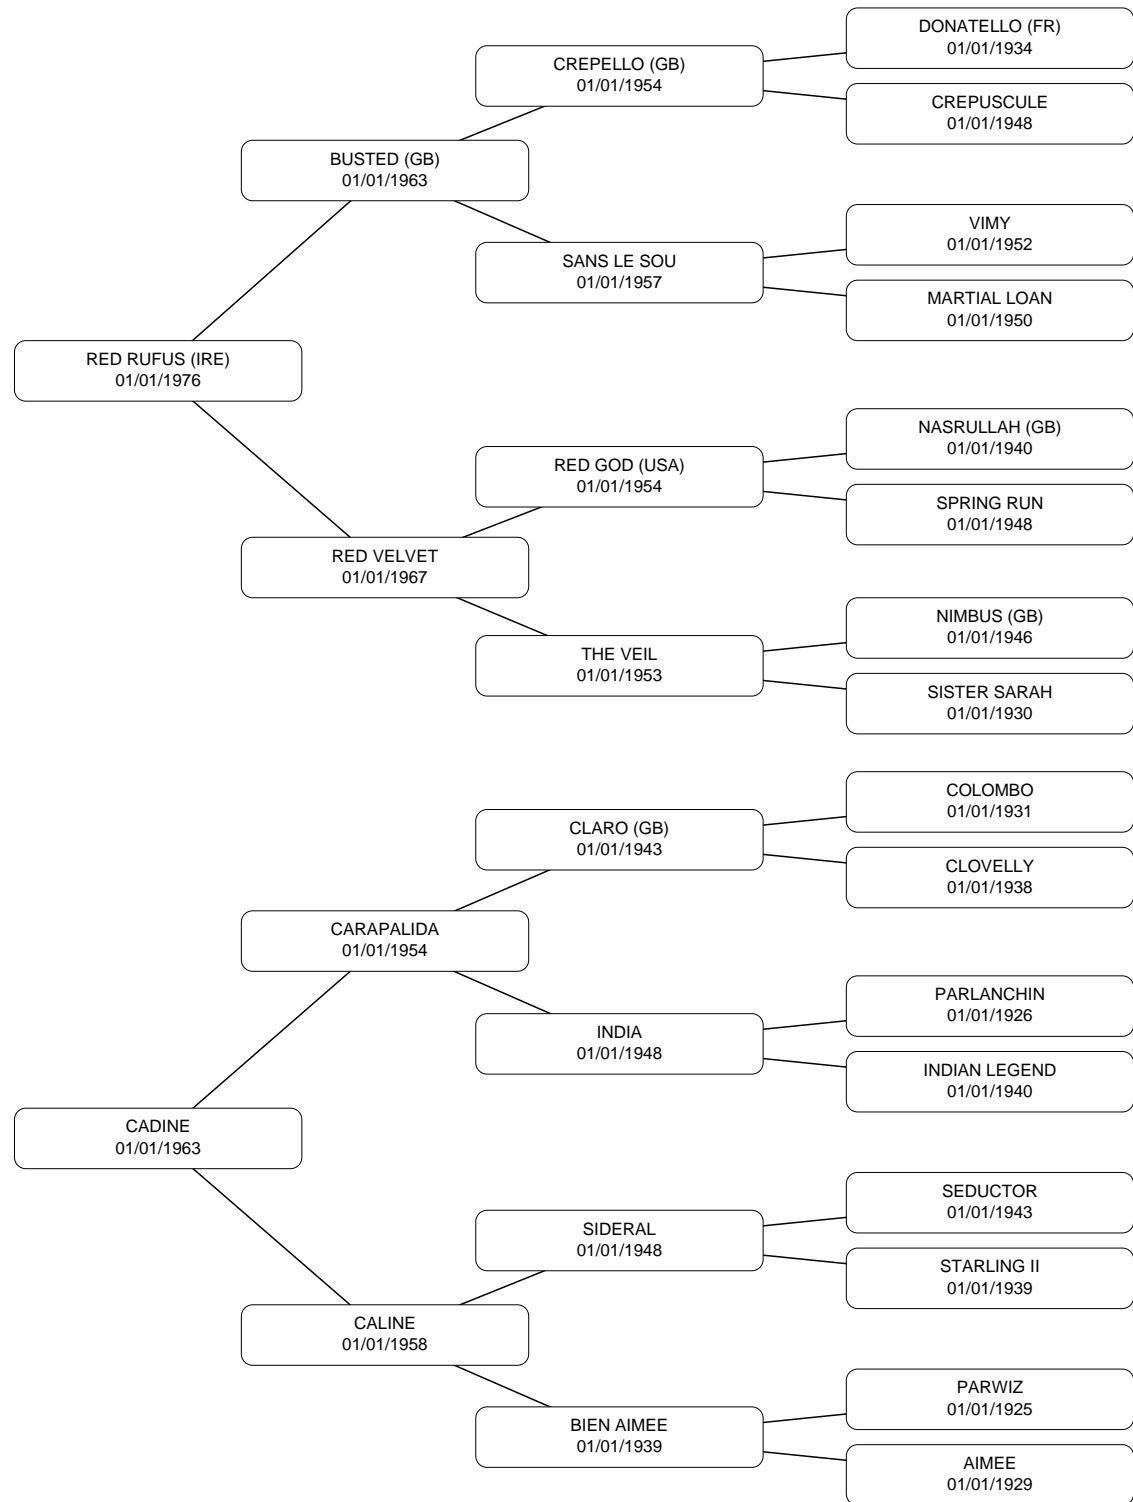 DONATELLO (FR)
01/01/1934
CREPELLO (GB)
01/01/1954
CREPUSCULE
01/01/1948
BUSTED (GB)
01/01/1963
VIMY
01/01/1952
SANS LE SOU
01/01/1957
MARTIAL LOAN
01/01/1950
RED RUFUS (IRE)
01/01/1976
NASRULLAH (GB)
01/01/1940
RED GOD (USA)
01/01/1954
SPRING RUN
01/01/1948
RED VELVET
01/01/1967
NIMBUS (GB)
01/01/1946
THE VEIL
01/01/1953
SISTER SARAH
01/01/1930
COLOMBO
01/01/1931
CLARO (GB)
01/01/1943
CLOVELLY
01/01/1938
CARAPALIDA
01/01/1954
PARLANCHIN
01/01/1926
INDIA
01/01/1948
INDIAN LEGEND
01/01/1940
CADINE
01/01/1963
SEDUCTOR
01/01/1943
SIDERAL
01/01/1948
STARLING II
01/01/1939
CALINE
01/01/1958
PARWIZ
01/01/1925
BIEN AIMEE
01/01/1939
AIMEE
01/01/1929